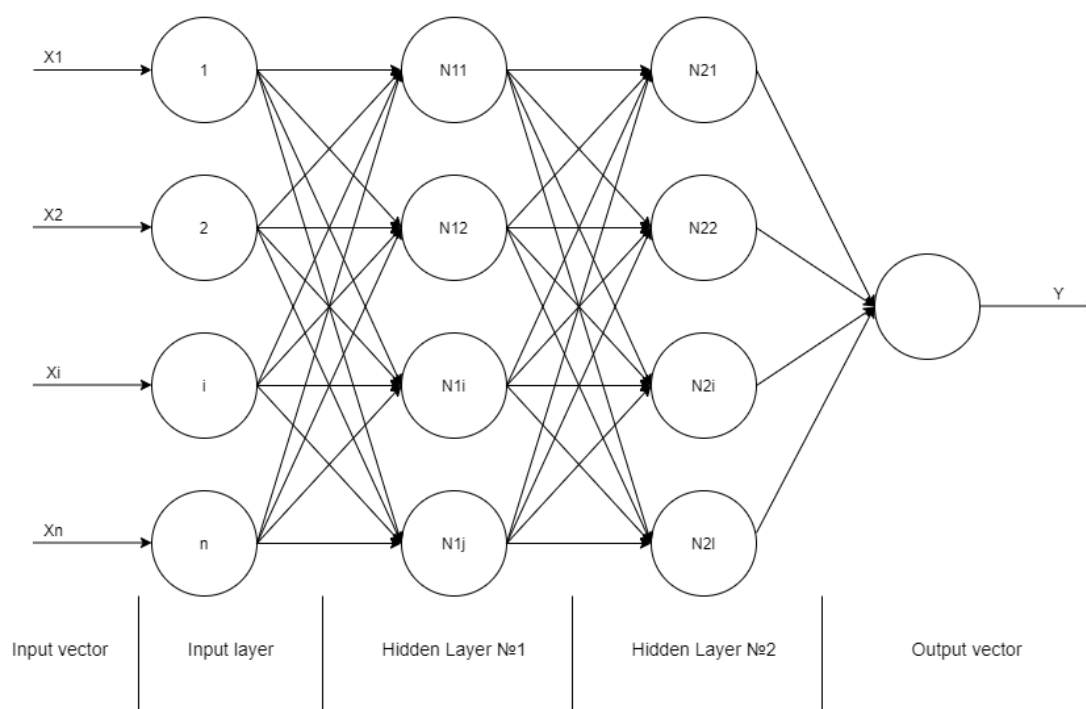 X1
1
N11
N21
X2
2
N12
N22
Y
Xi
i
N1i
N2i
Xn
n
N1j
N2l
Input vector
Input layer
Hidden Layer №1
Hidden Layer №2
Output vector